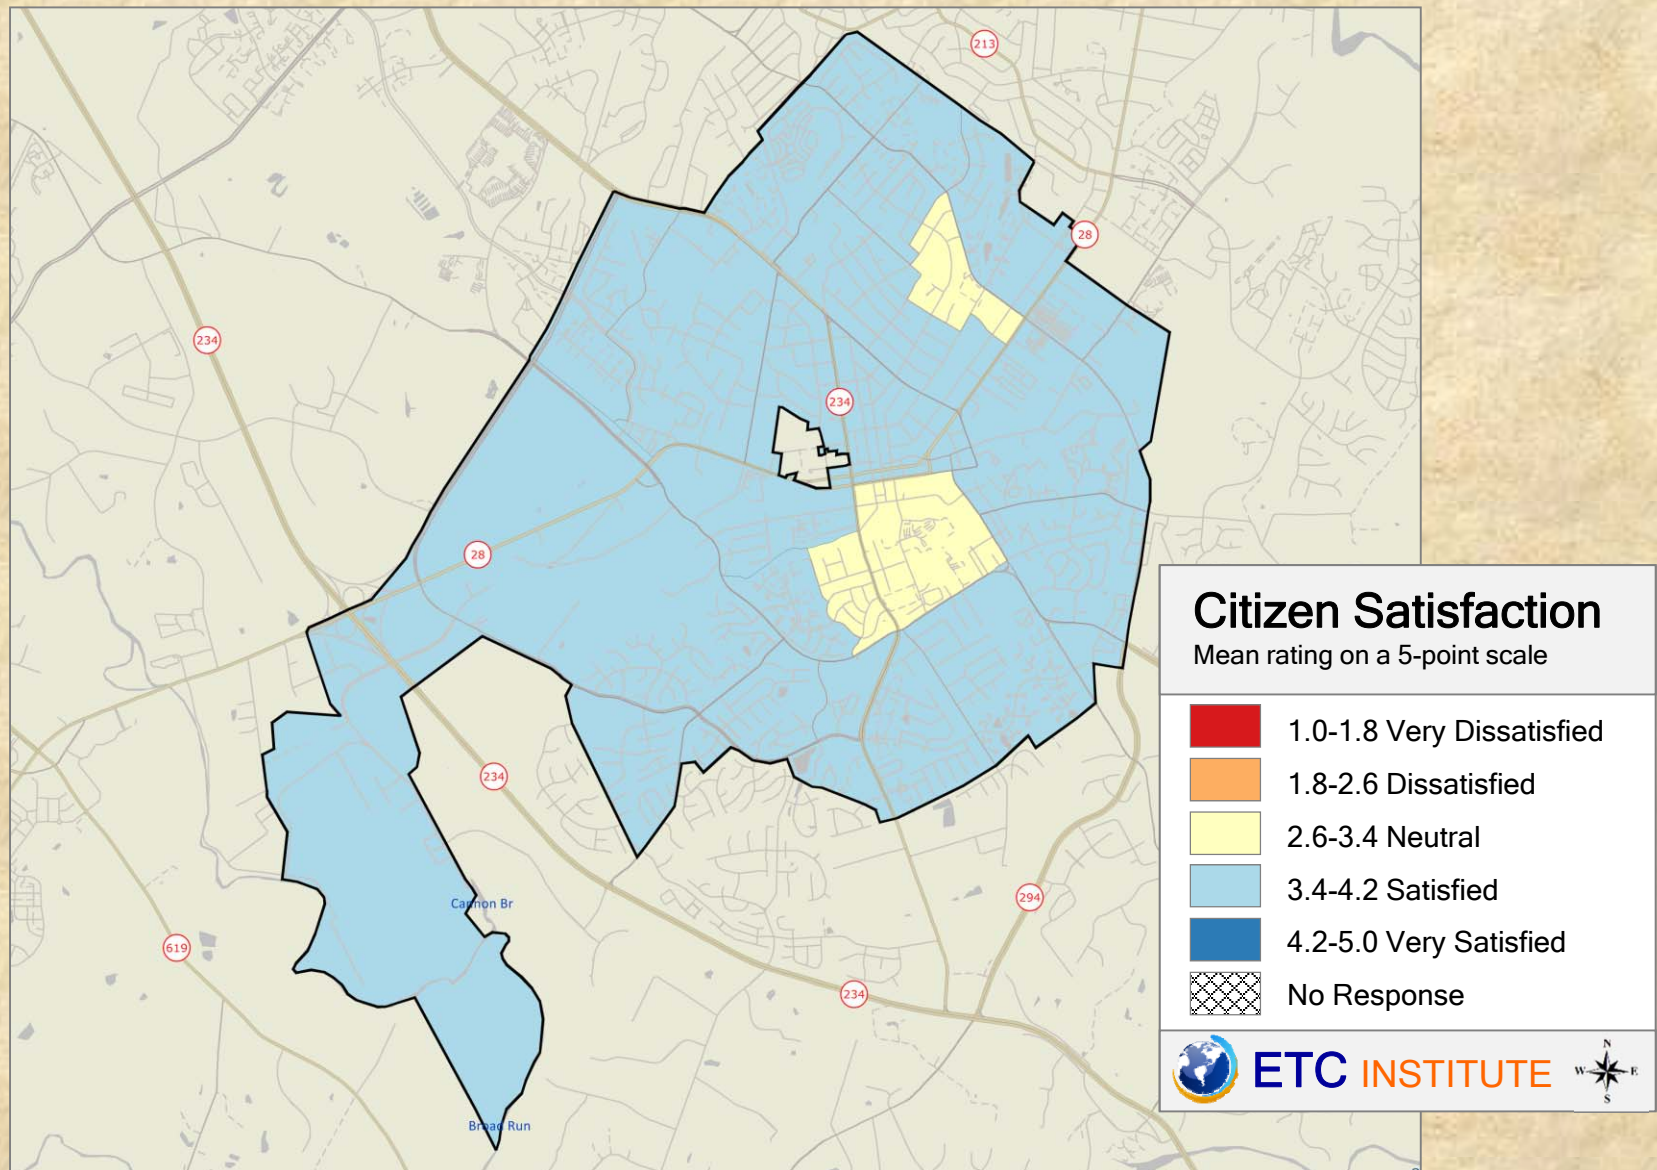 213
28
234
234
28
Citizen Satisfaction
Mean rating on a 5-point scale
1.0-1.8 Very Dissatisfied
1.8-2.6 Dissatisfied
2.6-3.4 Neutral
3.4-4.2 Satisfied
4.2-5.0 Very Satisfied
No Response
234
294
Cannon Br
619
234
ETC INSTITUTE
N
W E
S
Broad Run